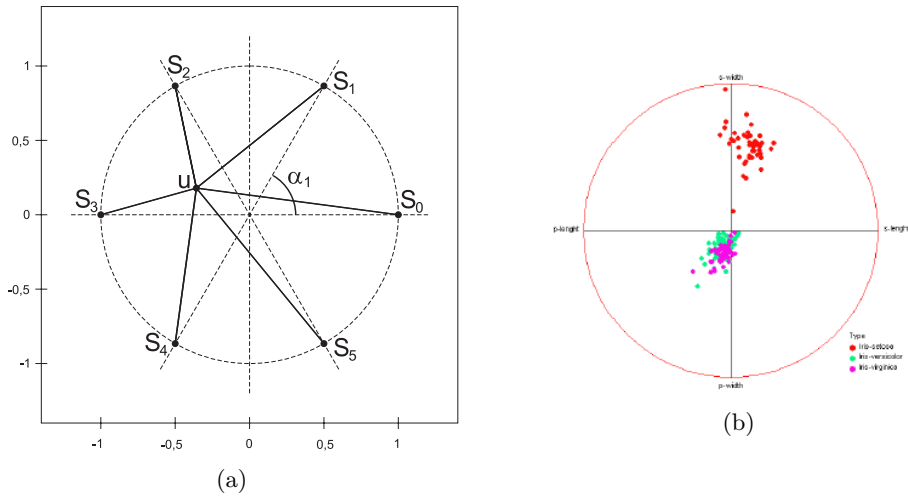 S2
S1
1
0,5
u
α1
S3
S0
0
-0,5
S4
S5
-1
-1
-0,5
0
0,5
1
(a)
s-width
p-lenght
s-lenght
Type
Iris-setosa
Iris-versicolor
Iris-virginica
p-width
(b)